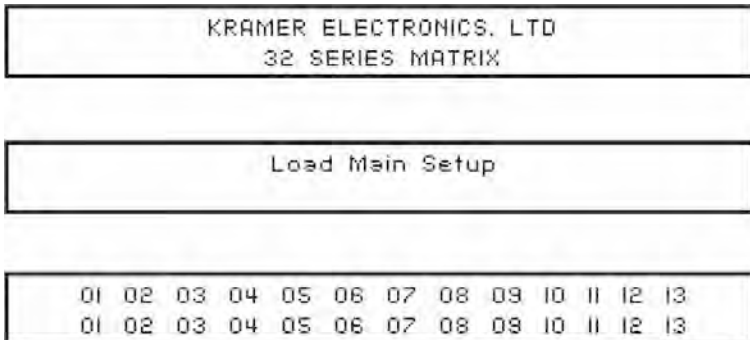 KRAMER ELECTRONICS. LTD
32 SERIES MATRIX
Load Main Setup
01 02 03 04 05 06 07 08 09 10 11 12 13
01 02 03 04 05 06 07 08 09 10 11 12 13